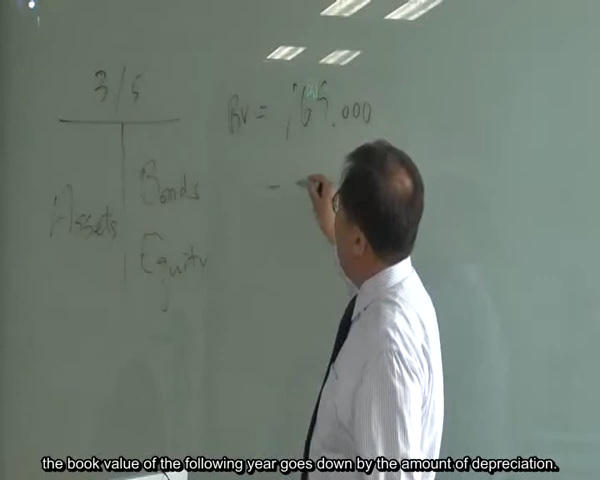 3/5
Assets
Bonds
Equity
BV = 165.000
-
the book value of the following year goes down by the amount of depreciation.